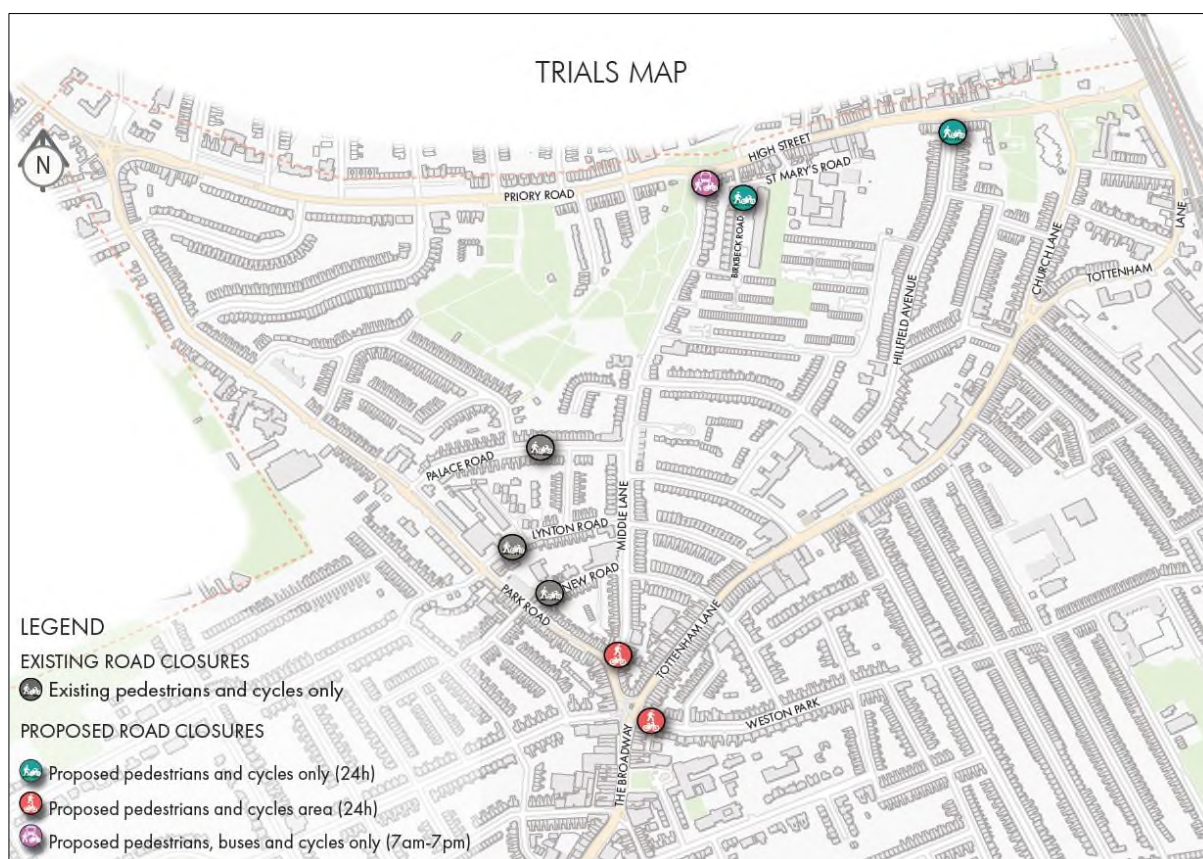 TRIALS MAP
N
HIGH STREET
PRIORY ROAD
ST MARY'S ROAD
BIRKBECK ROAD
HILLFIELD AVENUE
CHURCH LANE
TOTTENHAM
LANE
PALACE ROAD
LYNTON ROAD
MIDDLE LANE
NEW ROAD
PARK ROAD
TOTTENHAM LANE
WESTON PARK
THE BROADWAY
LEGEND
EXISTING ROAD CLOSURES
Existing pedestrians and cycles only
PROPOSED ROAD CLOSURES
Proposed pedestrians and cycles only (24h)
Proposed pedestrians and cycles area (24h)
Proposed pedestrians, buses and cycles only (7am-7pm)